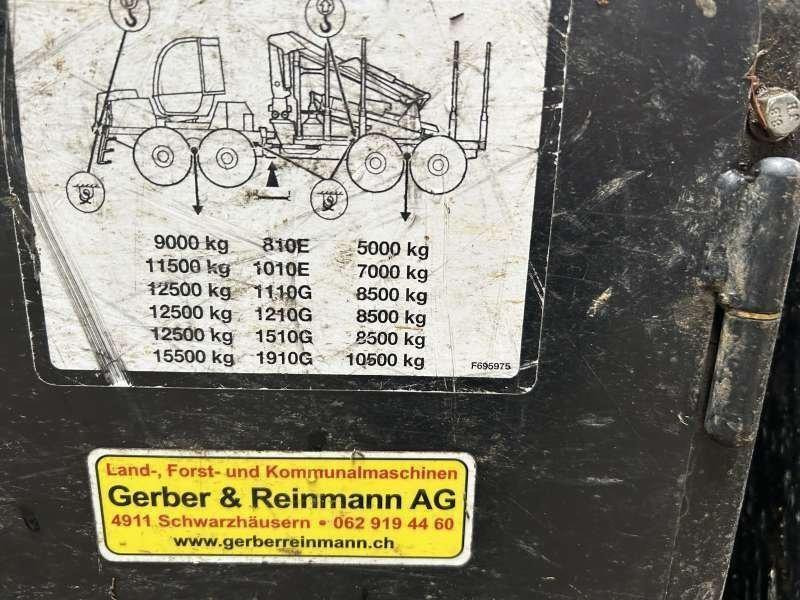 9000 kg 810E 5000 kg
11500 kg 1010E 7000 kg
12500 kg 1110G 8500 kg
12500 kg 1210G 8500 kg
12500 kg 1510G 8500 kg
15500 kg 1910G 10500 kg
F695975
Land-, Forst- und Kommunalmaschinen
Gerber & Reinmann AG
4911 Schwarzhäusern • 062 919 44 60
www.gerberreinmann.ch